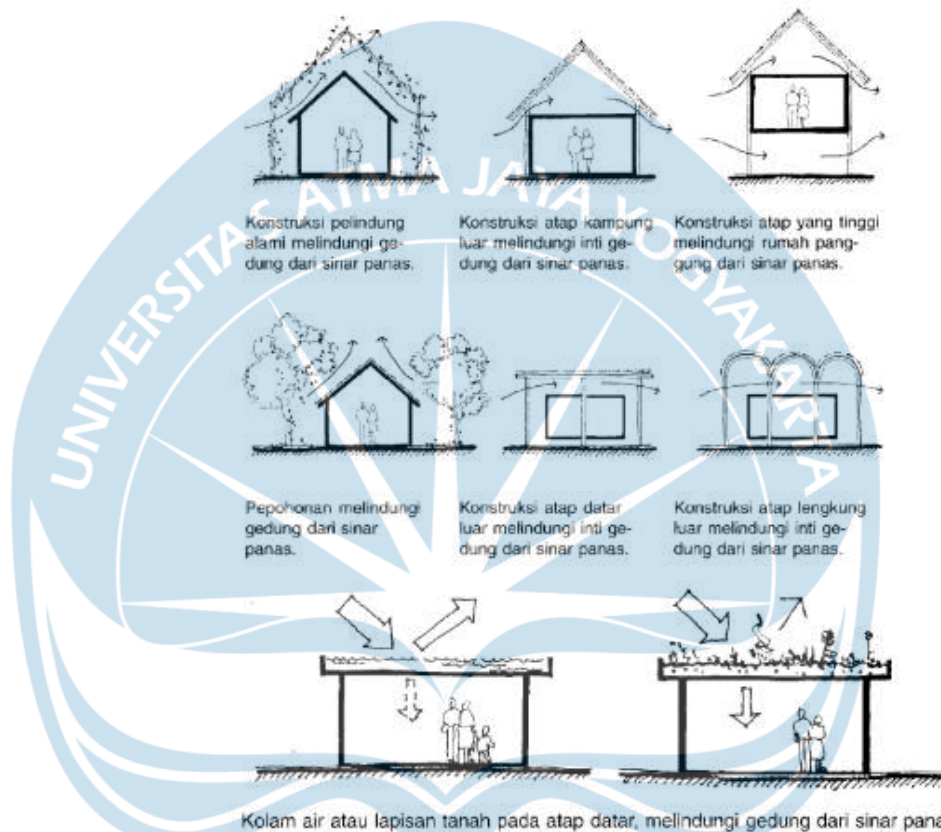 Konstruksi pelindung
alami melindungi ge-
dung dari sinar panas.
Konstruksi atap kampung
luar melindungi inti ge-
dung dari sinar panas.
Konstruksi atap yang tinggi
melindungi rumah pang-
gung dari sinar panas.
UNIVERSITAS ATMA JAYA YOGYAKARTA
Pepohonan melindungi
gedung dari sinar
panas.
Konstruksi atap datar
luar melindungi inti ge-
dung dari sinar panas.
Konstruksi atap lengkung
luar melindungi inti ge-
dung dari sinar panas.
Kolam air atau lapisan tanah pada atap datar, melindungi gedung dari sinar pana